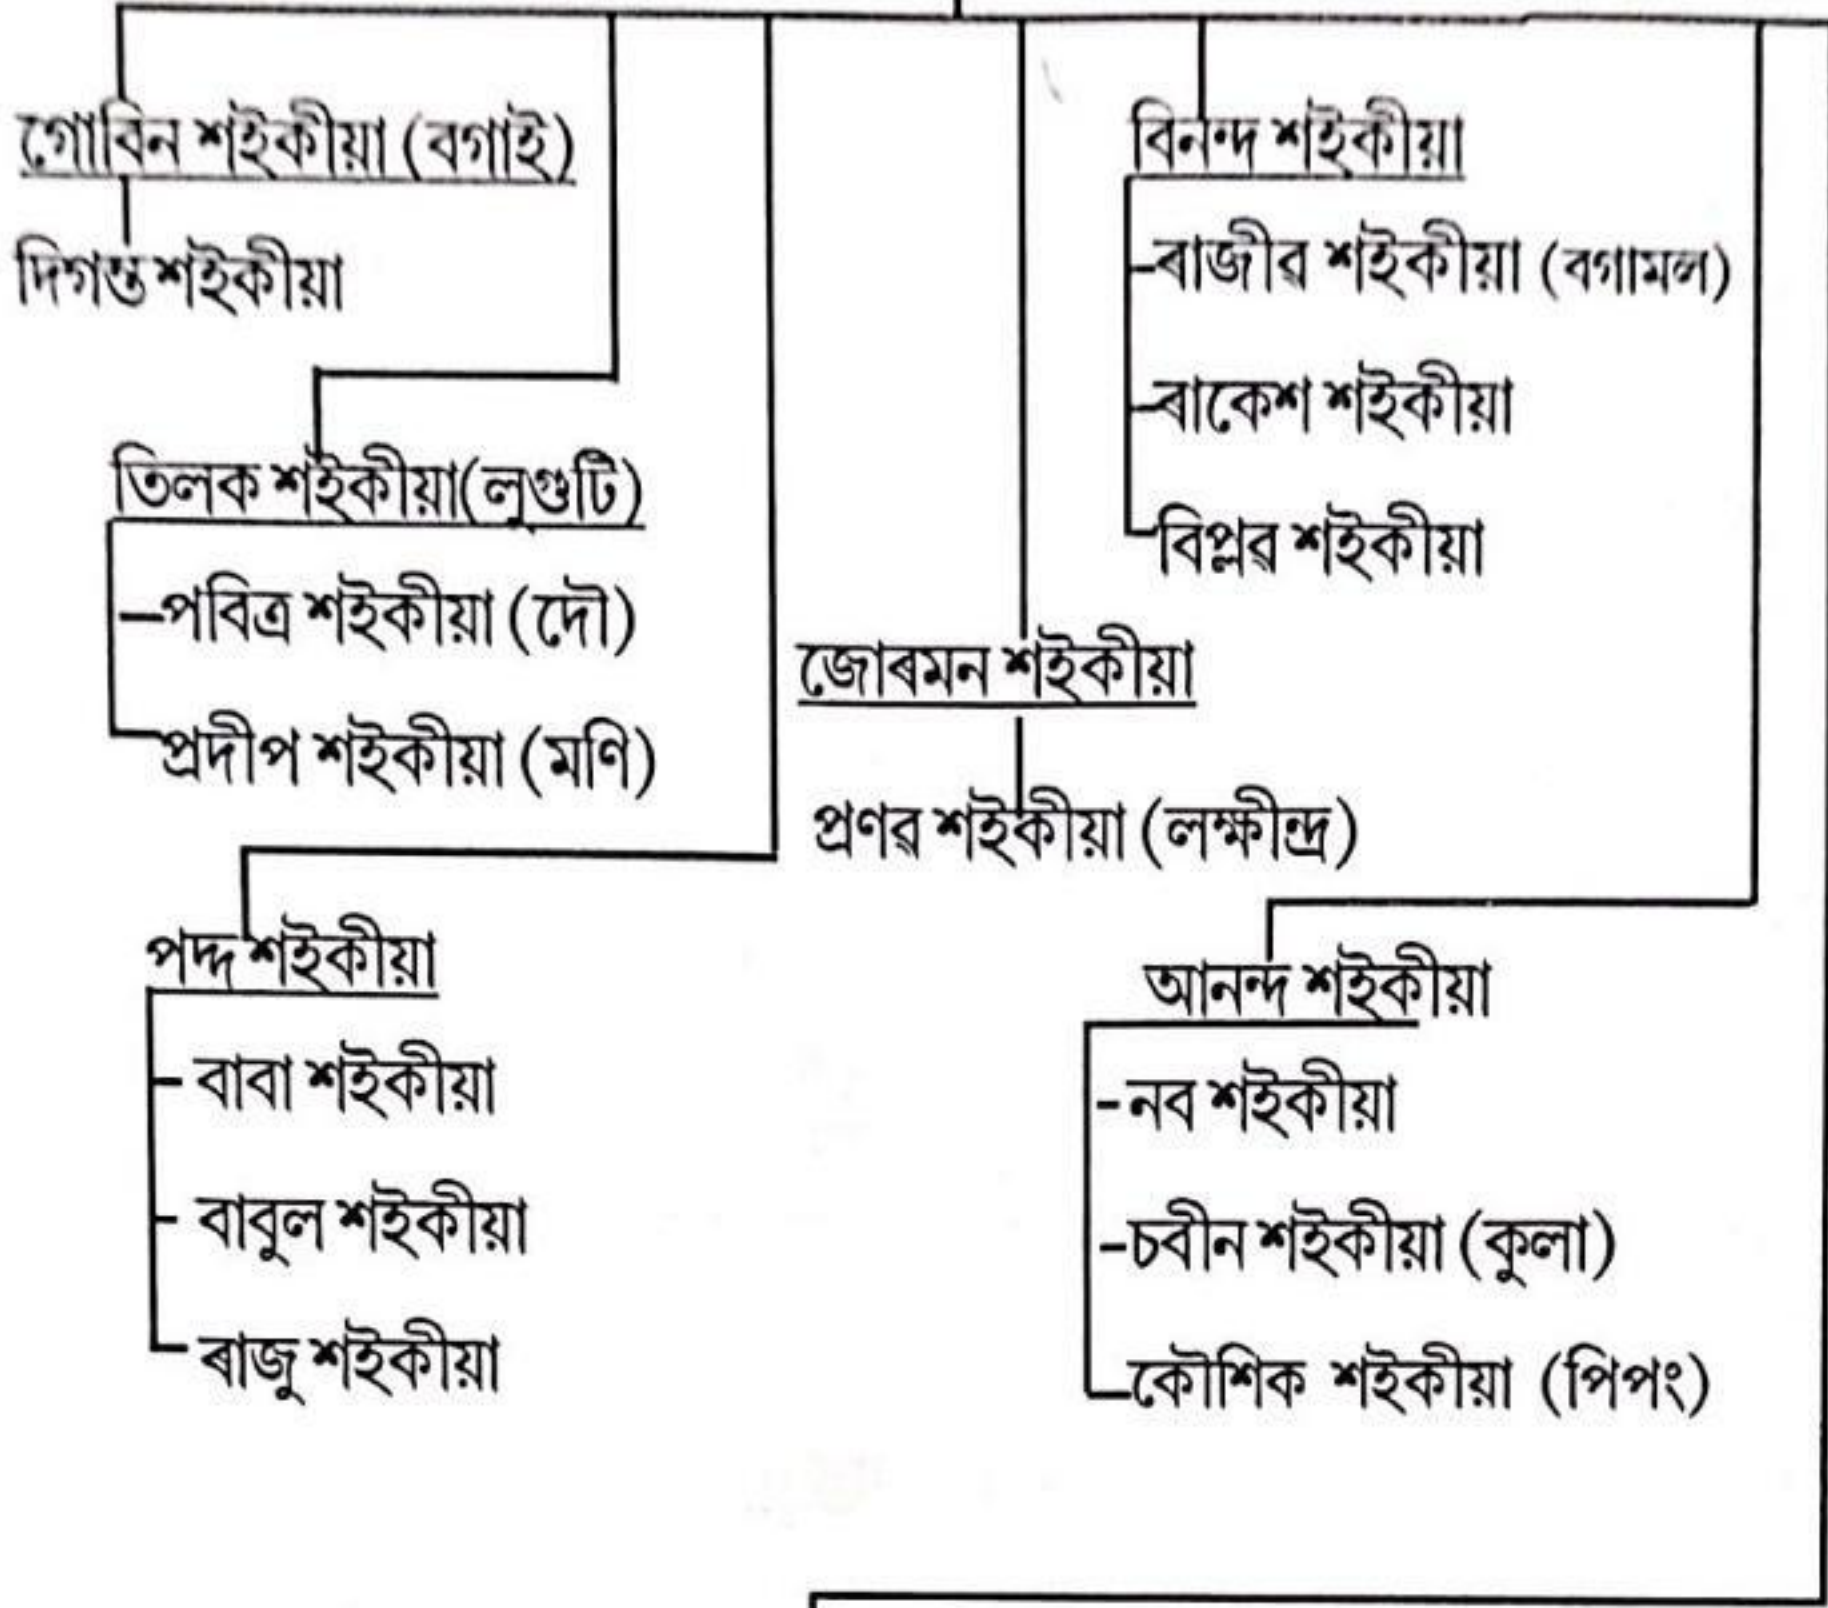 গোবিন শইকীয়া (বগাই)
দিগন্ত শইকীয়া
তিলক শইকীয়া(লুগুটি)
পবিত্ৰ শইকীয়া (দৌ)
প্ৰদীপ শইকীয়া (মণি)
পদ্দ শইকীয়া
- বাবা শইকীয়া
- বাবুল শইকীয়া
- ৰাজু শইকীয়া
জোৰমন শইকীয়া
প্ৰণৱ শইকীয়া (লক্ষীন্দ্ৰ)
বিনন্দ শইকীয়া
ৰাজীৱ শইকীয়া (বগামল)
ৰাকেশ শইকীয়া
বিপ্লৱ শইকীয়া
আনন্দ শইকীয়া
-নব শইকীয়া
-চবীন শইকীয়া (কুলা)
কৌশিক শইকীয়া (পিপং)